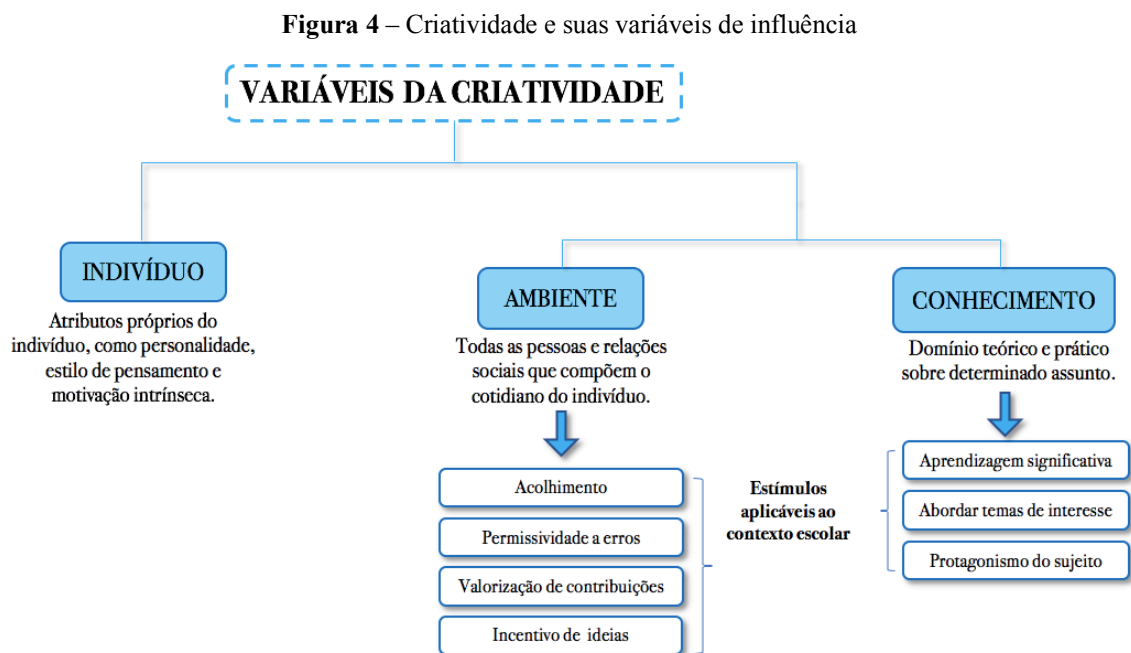 Figura 4 – Criatividade e suas variáveis de influência
VARIÁVEIS DA CRIATIVIDADE
INDIVÍDUO
Atributos próprios do
indivíduo, como personalidade,
estilo de pensamento e
motivação intrínseca.
AMBIENTE
Todas as pessoas e relações
sociais que compõem o
cotidiano do indivíduo.
Acolhimento
Permissividade a erros
Valorização de contribuições
Incentivo de ideias
Estímulos
aplicáveis ao
contexto escolar
CONHECIMENTO
Domínio teórico e prático
sobre determinado assunto.
Aprendizagem significativa
Abordar temas de interesse
Protagonismo do sujeito